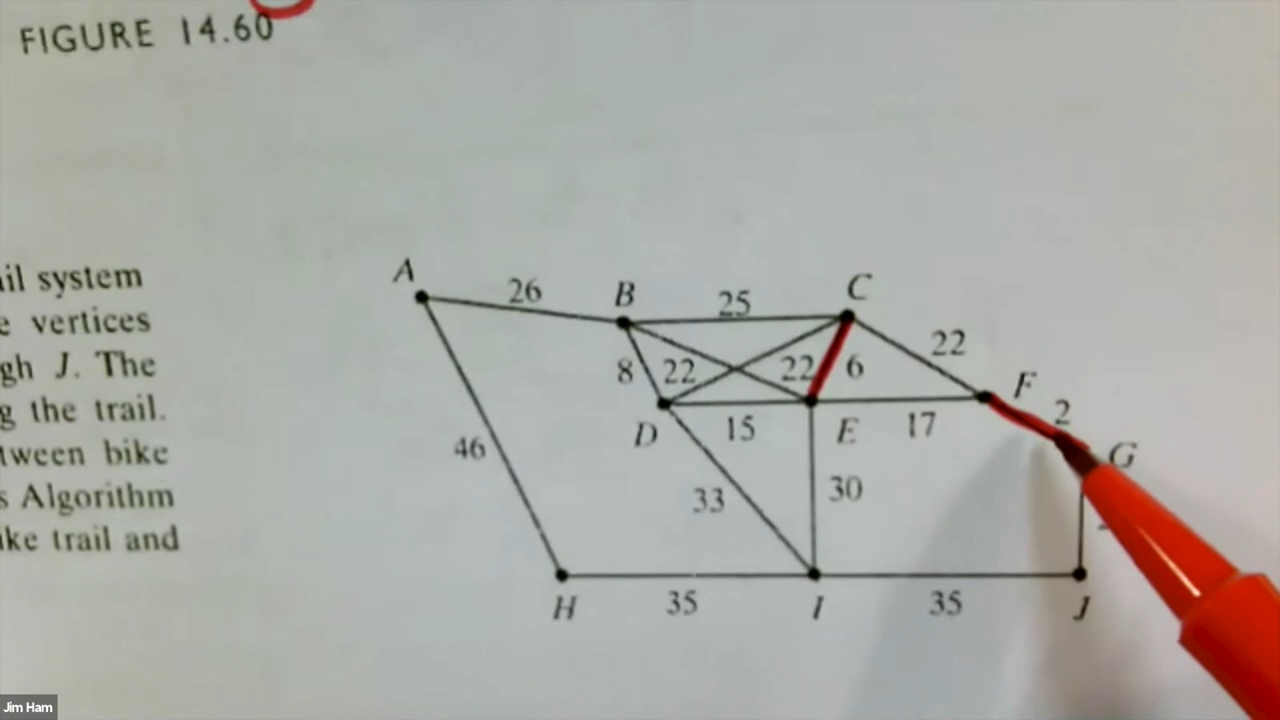 FIGURE 14.60
ail system
e vertices
gh J. The
g the trail.
tween bike
s Algorithm
ke trail and
A
26
B
25
C
22
F
2
G
8
22
22
6
D
15
E
17
46
33
30
H
35
I
35
J
Jim Ham